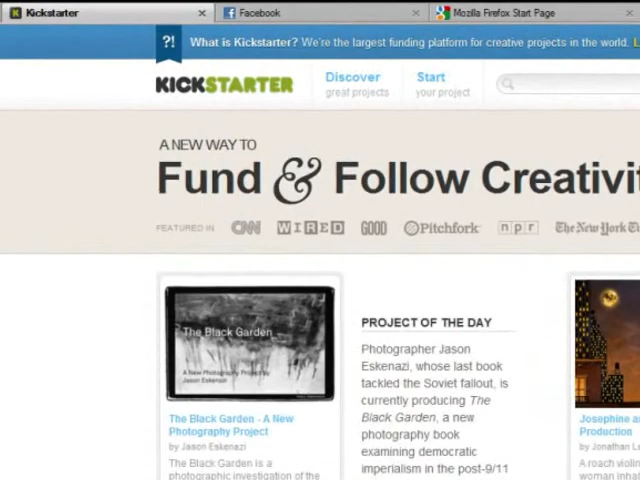 Kickstarter
Facebook
Mozilla Firefox Start Page
?! What is Kickstarter? We're the largest funding platform for creative projects in the world. L
KICKSTARTER
Discover
great projects
Start
your project
A NEW WAY TO
Fund & Follow Creativit
FEATURED IN CNN WIRED GOOD Pitchfork npr The New York Ti
The Black Garden
A New Photography Project by
Jason Eskenazi
The Black Garden - A New
Photography Project
by Jason Eskenazi
The Black Garden is a
photographic investigation of the
PROJECT OF THE DAY
Photographer Jason
Eskenazi, whose last book
tackled the Soviet fallout, is
currently producing The
Black Garden, a new
photography book
examining democratic
imperialism in the post-9/11
Josephine a
Production
by Jonathan L
A roach violin
woman inhal